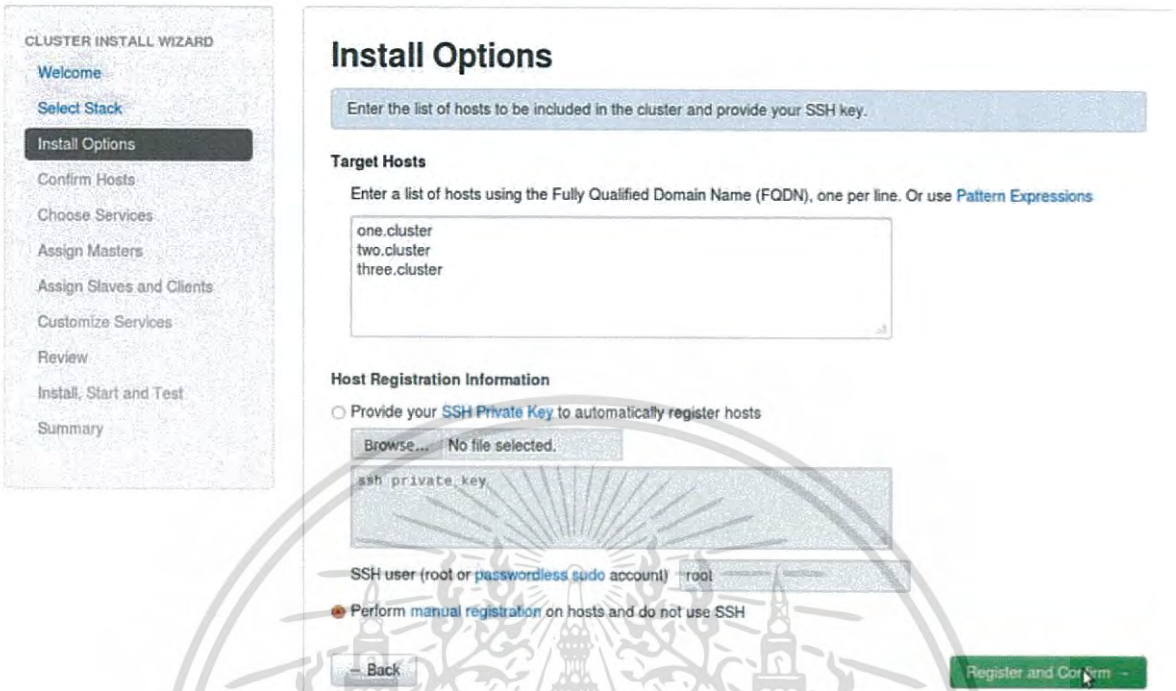 CLUSTER INSTALL WIZARD
Welcome
Select Stack
Install Options
Confirm Hosts
Choose Services
Assign Masters
Assign Slaves and Clients
Customize Services
Review
Install, Start and Test
Summary
Install Options
Enter the list of hosts to be included in the cluster and provide your SSH key.
Target Hosts
Enter a list of hosts using the Fully Qualified Domain Name (FQDN), one per line. Or use Pattern Expressions
one.cluster
two.cluster
three.cluster
Host Registration Information
Provide your SSH Private Key to automatically register hosts
Browse... No file selected.
ssh private key
SSH user (root or passwordless sudo account) root
Perform manual registration on hosts and do not use SSH
← Back
Register and Confirm →